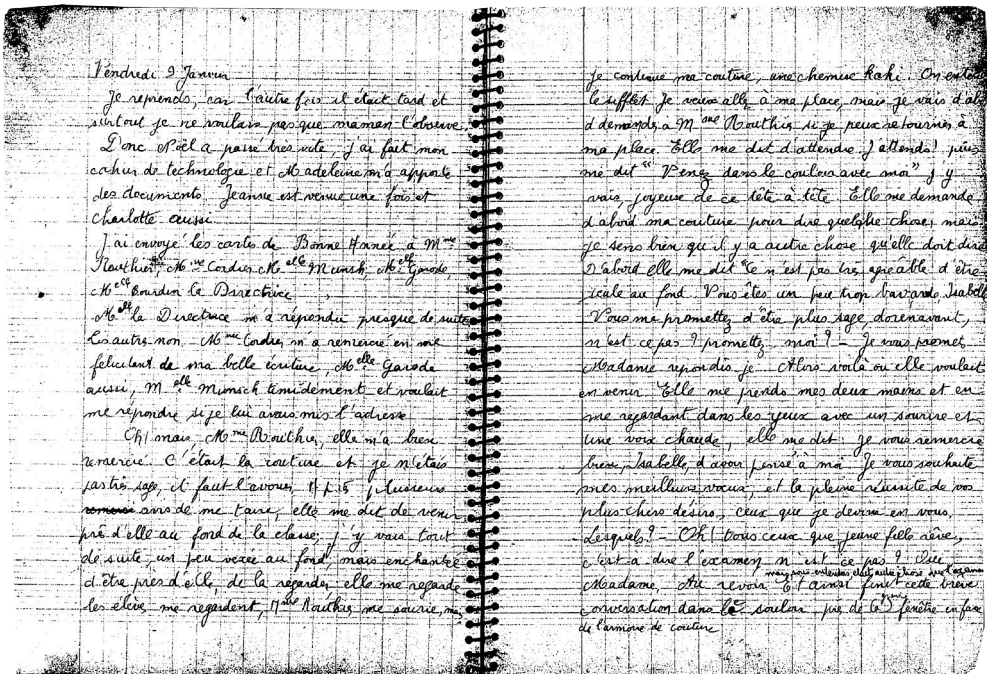 Vendredi 9 Janvier
Je reprends, car l'autre fois il était tard et
surtout je ne voulais pas que maman l'observe,
Donc Noël a passé très vite j'ai fait mon
cahier de technologie et Madeleine m'a apporté
des documents. Jeanne est venue une fois et
Charlotte aussi
J'ai envoyé les cartes de Bonne Année à Mme
Routhier, Mme Cordier, Melle Munsch, Melle Garode,
Melle Bourdin la Directrice,
Melle la Directrice m'a répondu presque de suite
Les autres non. Mme Cordier m'a remercié en me
felicitant de ma belle écriture, Melle Garode
aussi, Melle Munsch timidement et voulait
me répondre si je lui avais mis l'adresse
Oh! mais Mme Routhier, elle m'a bien
remercié. C'était la couture et je n'étais
pas très sage, il faut l'avouer, plusieurs
avis de me taire, elle me dit de venir
près d'elle au fond de la classe, j'y vais tout
de suite, un peu vexée au fond, mais enchantée
d'être près d'elle, de la regarder, elle me regarde
les élèves me regardent, Mme Routhier me sourie, moi,
je continue ma couture, une chemise kaki. On entend
le sifflet. Je veux aller à ma place, mais je vais d'abord
demander à Mme Routhier si je peux retourner à
ma place. Elle me dit d'attendre. J'attends! puis
me dit "Venez dans le couloir avec moi" j'y
vais, joyeuse de ce tête à tête. Elle me demande
d'abord ma couture pour dire quelque chose, mais
je sens bien qu'il y a autre chose qu'elle doit dire
D'abord elle me dit "Ce n'est pas très agréable d'être
seule au fond. Vous êtes un peu trop bavarde Isabelle
Vous me promettez d'être plus sage, dorénavant,
n'est ce pas? promettez moi? - Je vous promet,
Madame répondis-je. Alors voilà où elle voulait
en venir. Elle me prends mes deux mains et en
me regardant dans les yeux avec un sourire et
une voix chaude, elle me dit: je vous remercie
bien, Isabelle, d'avoir pensé à moi. Je vous souhaite
mes meilleurs vœux, et la pleine réussite de vos
plus chers désirs, ceux que je devine en vous,
Lesquels? - Oh! tous ceux que jeune fille rêve,
c'est à dire l'examen n'est ce pas? Oui
Madame, Au revoir. Et ainsi finit cette brève
conversation dans le couloir près de la fenêtre en face
de l'armoire de couture